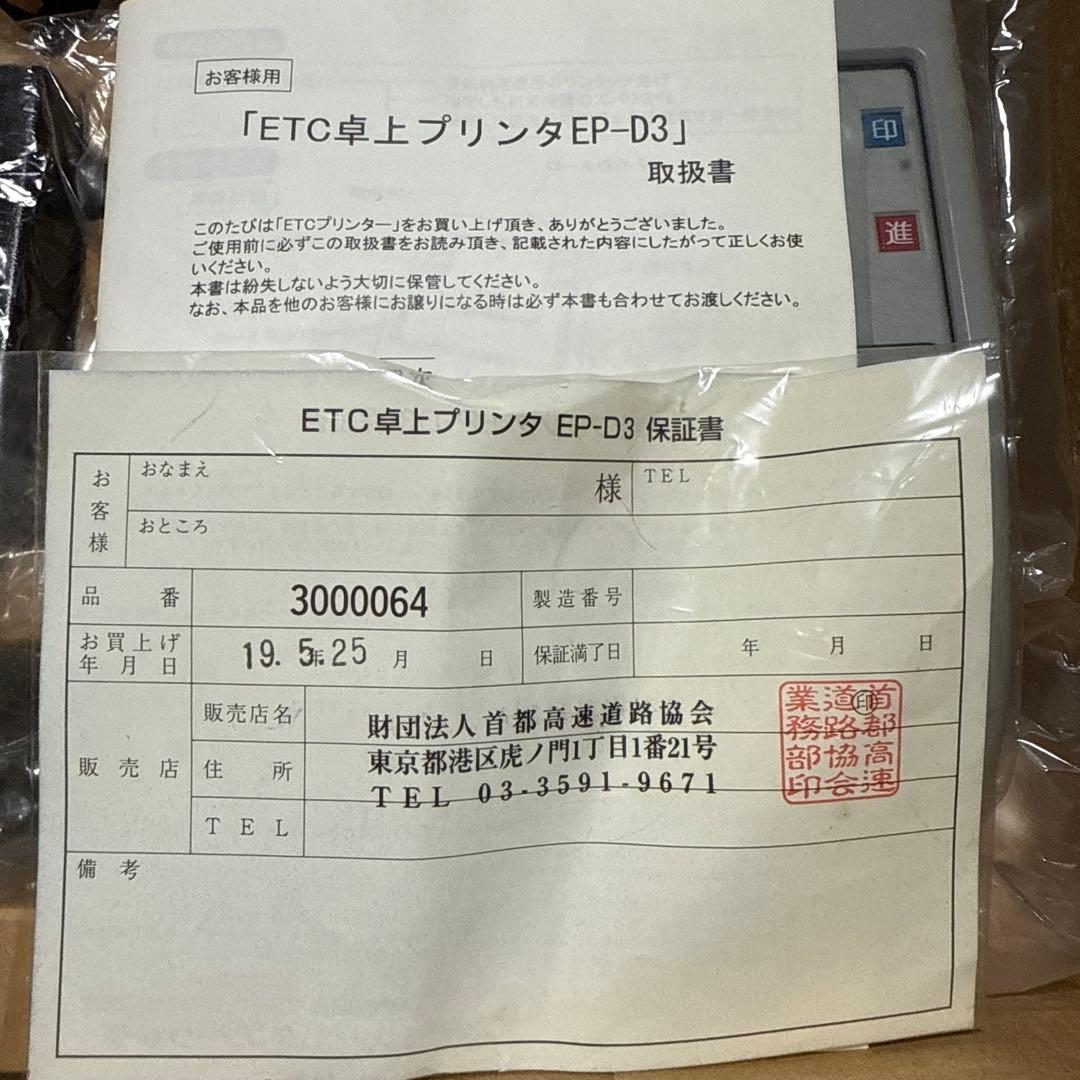 お客様用
「ETC卓上プリンタEP-D3」
取扱書
このたびは「ETCプリンター」をお買い上げ頂き、ありがとうございました。
ご使用前に必ずこの取扱書をお読み頂き、記載された内容にしたがって正しくお使
いください。
本書は紛失しないよう大切に保管してください。
なお、本品を他のお客様にお譲りになる時は必ず本書も合わせてお渡しください。
印
進
ETC卓上プリンタ EP-D3 保証書
お客様
おなまえ
様
TEL
おところ
品番
3000064
製造番号
お買上げ
年月日
19. 5年25 月 日
保証満了日
年 月 日
販売店
販売店名
財団法人首都高速道路協会
住所
東京都港区虎ノ門1丁目1番21号
TEL 03-3591-9671
TEL
印
首都高速
道路協会
業務部印
備考